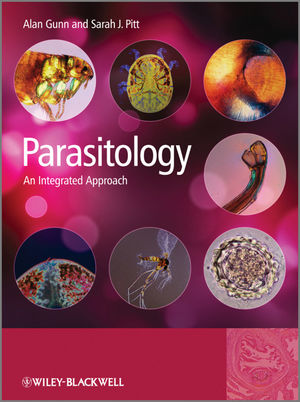 Alan Gunn and Sarah J. Pitt
Parasitology
An Integrated Approach
WILEY-BLACKWELL